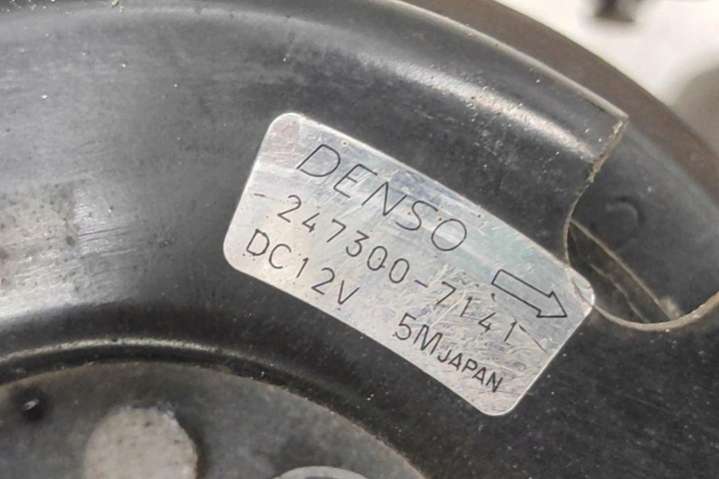 DENSO
247300-7141
DC12V 5M JAPAN